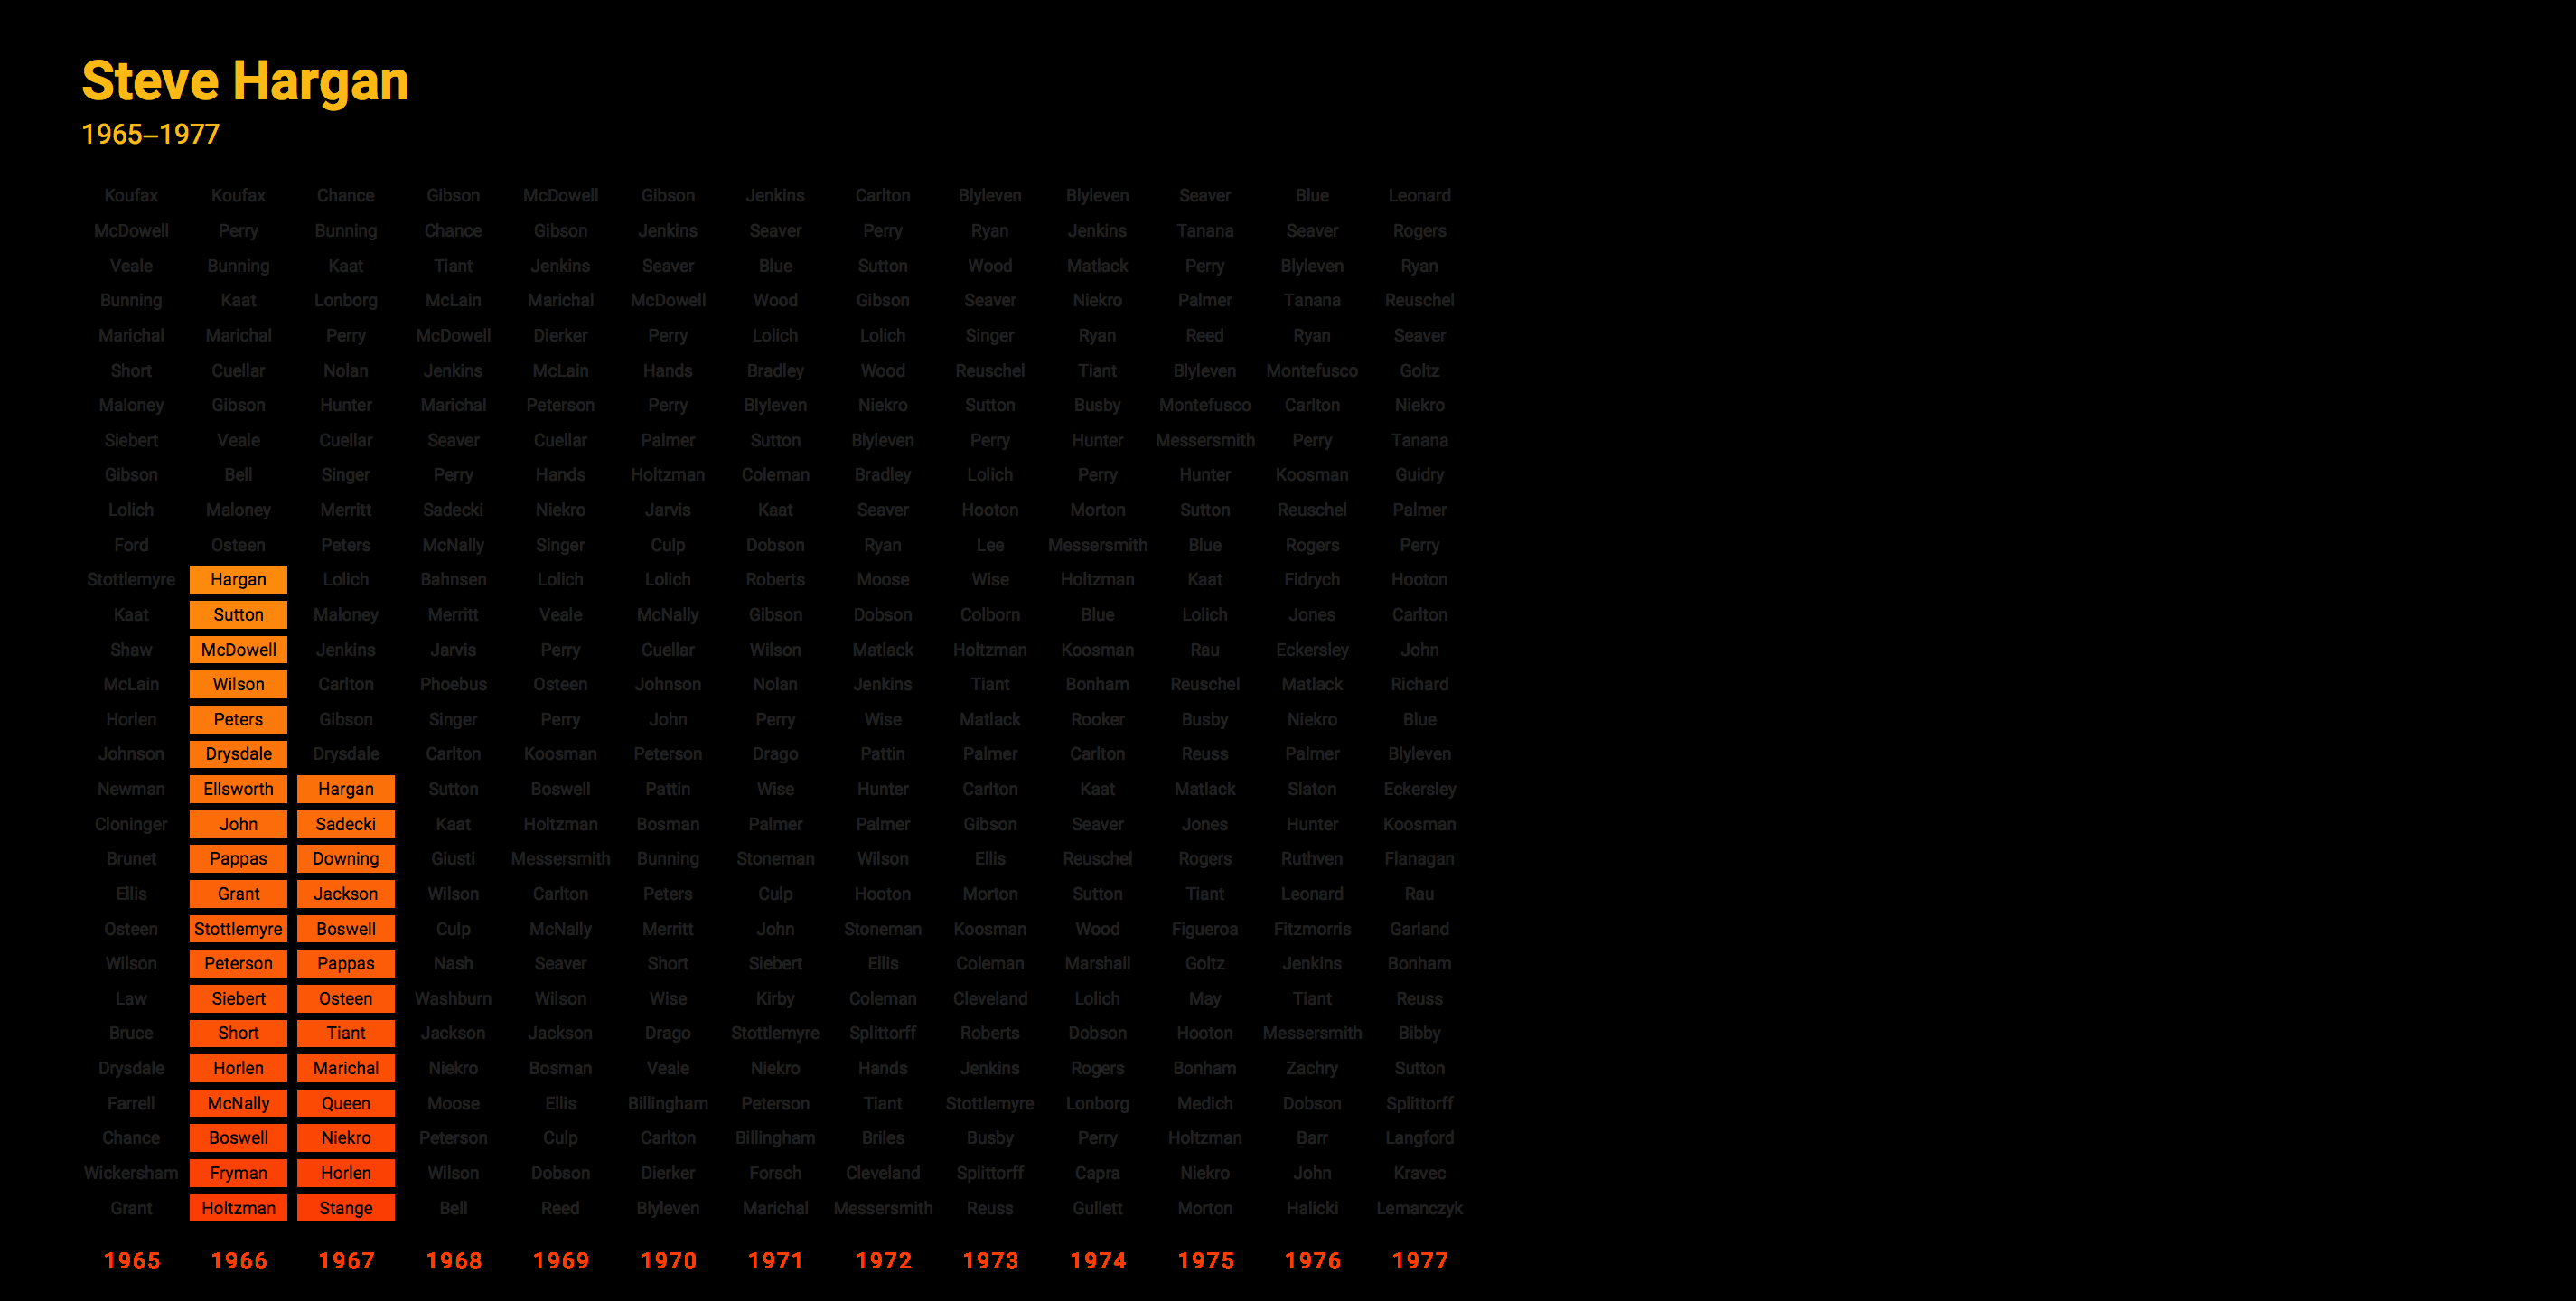 Steve Hargan
1965–1977
Koufax Koufax Chance Gibson McDowell Gibson Jenkins Carlton Blyleven Blyleven Seaver Blue Leonard
McDowell Perry Bunning Chance Gibson Jenkins Seaver Perry Ryan Jenkins Tanana Seaver Rogers
Veale Bunning Kaat Tiant Jenkins Seaver Blue Sutton Wood Matlack Perry Blyleven Ryan
Bunning Kaat Lonborg McLain Marichal McDowell Wood Gibson Seaver Niekro Palmer Tanana Reuschel
Marichal Marichal Perry McDowell Dierker Perry Lolich Lolich Singer Ryan Reed Ryan Seaver
Short Cuellar Nolan Jenkins McLain Hands Bradley Wood Reuschel Tiant Blyleven Montefusco Goltz
Maloney Gibson Hunter Marichal Peterson Perry Blyleven Niekro Sutton Busby Montefusco Carlton Niekro
Siebert Veale Cuellar Seaver Cuellar Palmer Sutton Blyleven Perry Hunter Messersmith Perry Tanana
Gibson Bell Singer Perry Hands Holtzman Coleman Bradley Lolich Perry Hunter Koosman Guidry
Lolich Maloney Merritt Sadecki Niekro Jarvis Kaat Seaver Hooton Morton Sutton Reuschel Palmer
Ford Osteen Peters McNally Singer Culp Dobson Ryan Lee Messersmith Blue Rogers Perry
Stottlemyre Hargan Lolich Bahnsen Lolich Lolich Roberts Moose Wise Holtzman Kaat Fidrych Hooton
Kaat Sutton Maloney Merritt Veale McNally Gibson Dobson Colborn Blue Lolich Jones Carlton
Shaw McDowell Jenkins Jarvis Perry Cuellar Wilson Matlack Holtzman Koosman Rau Eckersley John
McLain Wilson Carlton Phoebus Osteen Johnson Nolan Jenkins Tiant Bonham Reuschel Matlack Richard
Horlen Peters Gibson Singer Perry John Perry Wise Matlack Rooker Busby Niekro Blue
Johnson Drysdale Drysdale Carlton Koosman Peterson Drago Pattin Palmer Carlton Reuss Palmer Blyleven
Newman Ellsworth Hargan Sutton Boswell Pattin Wise Hunter Carlton Kaat Matlack Slaton Eckersley
Cloninger John Sadecki Kaat Holtzman Bosman Palmer Palmer Gibson Seaver Jones Hunter Koosman
Brunet Pappas Downing Giusti Messersmith Bunning Stoneman Wilson Ellis Reuschel Rogers Ruthven Flanagan
Ellis Grant Jackson Wilson Carlton Peters Culp Hooton Morton Sutton Tiant Leonard Rau
Osteen Stottlemyre Boswell Culp McNally Merritt John Stoneman Koosman Wood Figueroa Fitzmorris Garland
Wilson Peterson Pappas Nash Seaver Short Siebert Ellis Coleman Marshall Goltz Jenkins Bonham
Law Siebert Osteen Washburn Wilson Wise Kirby Coleman Cleveland Lolich May Tiant Reuss
Bruce Short Tiant Jackson Jackson Drago Stottlemyre Splittorff Roberts Dobson Hooton Messersmith Bibby
Drysdale Horlen Marichal Niekro Bosman Veale Niekro Hands Jenkins Rogers Bonham Zachry Sutton
Farrell McNally Queen Moose Ellis Billingham Peterson Tiant Stottlemyre Lonborg Medich Dobson Splittorff
Chance Boswell Niekro Peterson Culp Carlton Billingham Briles Busby Perry Holtzman Barr Langford
Wickersham Fryman Horlen Wilson Dobson Dierker Forsch Cleveland Splittorff Capra Niekro John Kravec
Grant Holtzman Stange Bell Reed Blyleven Marichal Messersmith Reuss Gullett Morton Halicki Lemanczyk
1965 1966 1967 1968 1969 1970 1971 1972 1973 1974 1975 1976 1977